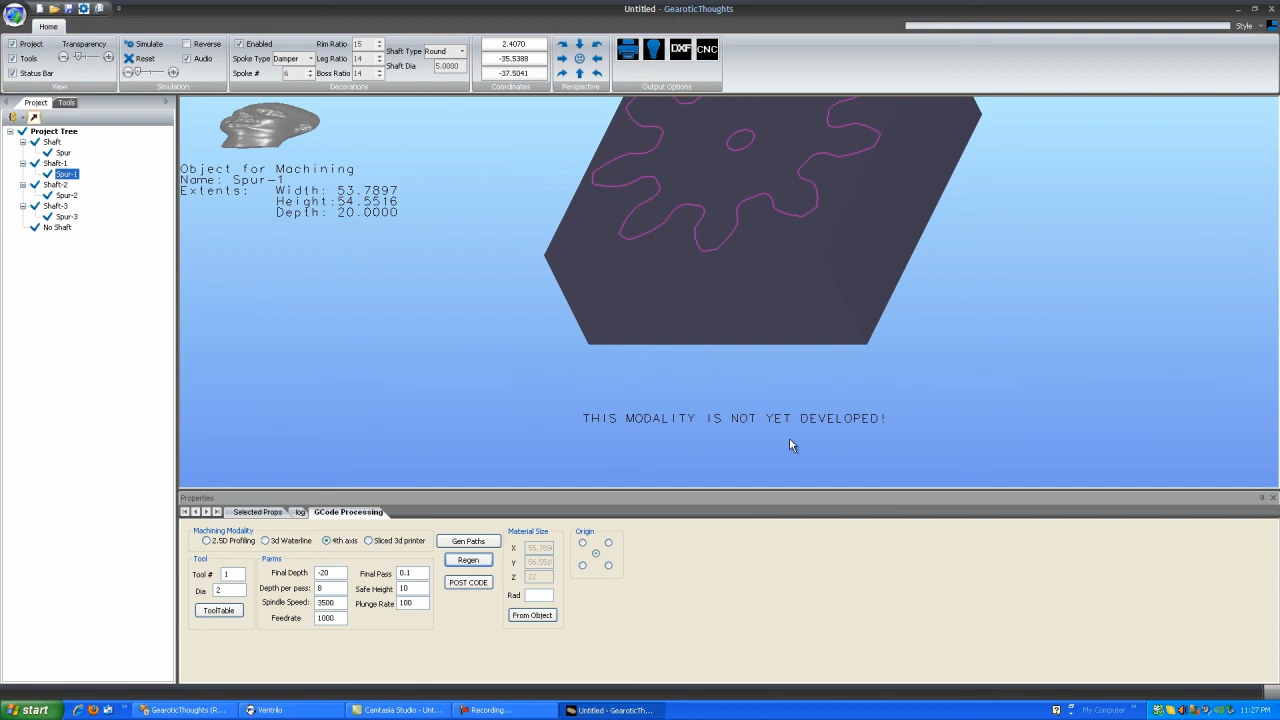 Untitled - GearoticThoughts
Home
Style
Project
Transparency
Tools
Status Bar
View
Simulate
Reverse
Reset
Audio
Simulation
Enabled
Rim Ratio 15
Spoke Type Damper
Leg Ratio 14
Spoke # 6
Boss Ratio 14
Shaft Type Round
Shaft Dia 5.0000
Decorations
2.4070
-35.5388
-37.5041
Coordinates
Perspective
DXF
CNC
Output Options
Project
Tools
Project Tree
Shaft
Spur
Shaft-1
Spur-1
Shaft-2
Spur-2
Shaft-3
Spur-3
No Shaft
Object for Machining
Name: Spur-1
Extents: Width: 53.7897
Height:54.5516
Depth: 20.0000
THIS MODALITY IS NOT YET DEVELOPED!
Properties
Selected Props
log
GCode Processing
Machining Modality
2.5D Profiling
3d Waterline
4th axis
Sliced 3d printer
Tool
Tool # 1
Dia 2
ToolTable
Parms
Final Depth -20
Depth per pass: 8
Spindle Speed: 3500
Feedrate 1000
Final Pass 0.1
Safe Height 10
Plunge Rate 100
Gen Paths
Regen
POST CODE
Material Size
X
Y
Z 22
Rad
From Object
Origin
start
GearoticThoughts (R...
Ventrilo
Camtasia Studio - Unt...
Recording...
Untitled - GearoticTh...
My Computer
11:27 PM